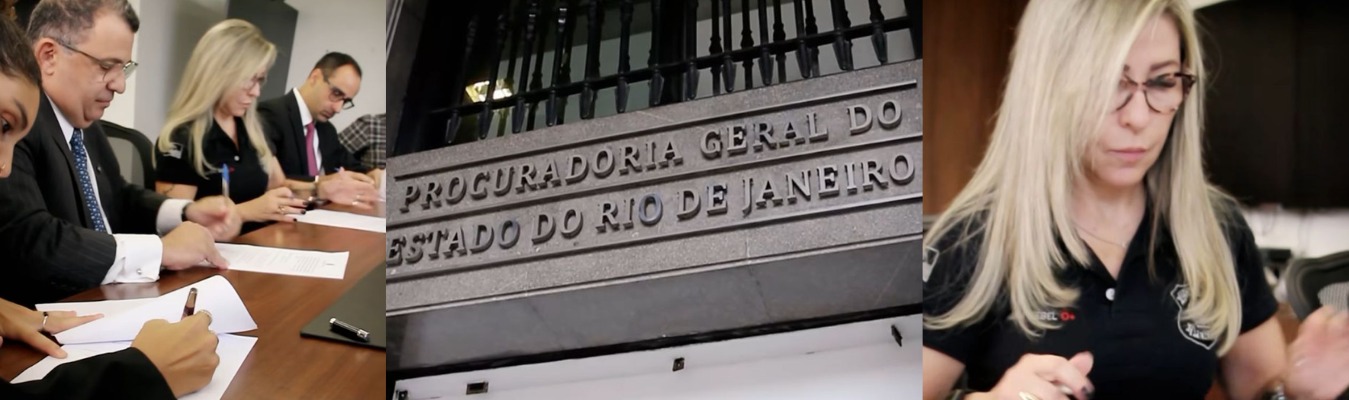 PROCURADORIA GERAL DO
ESTADO DO RIO DE JANEIRO